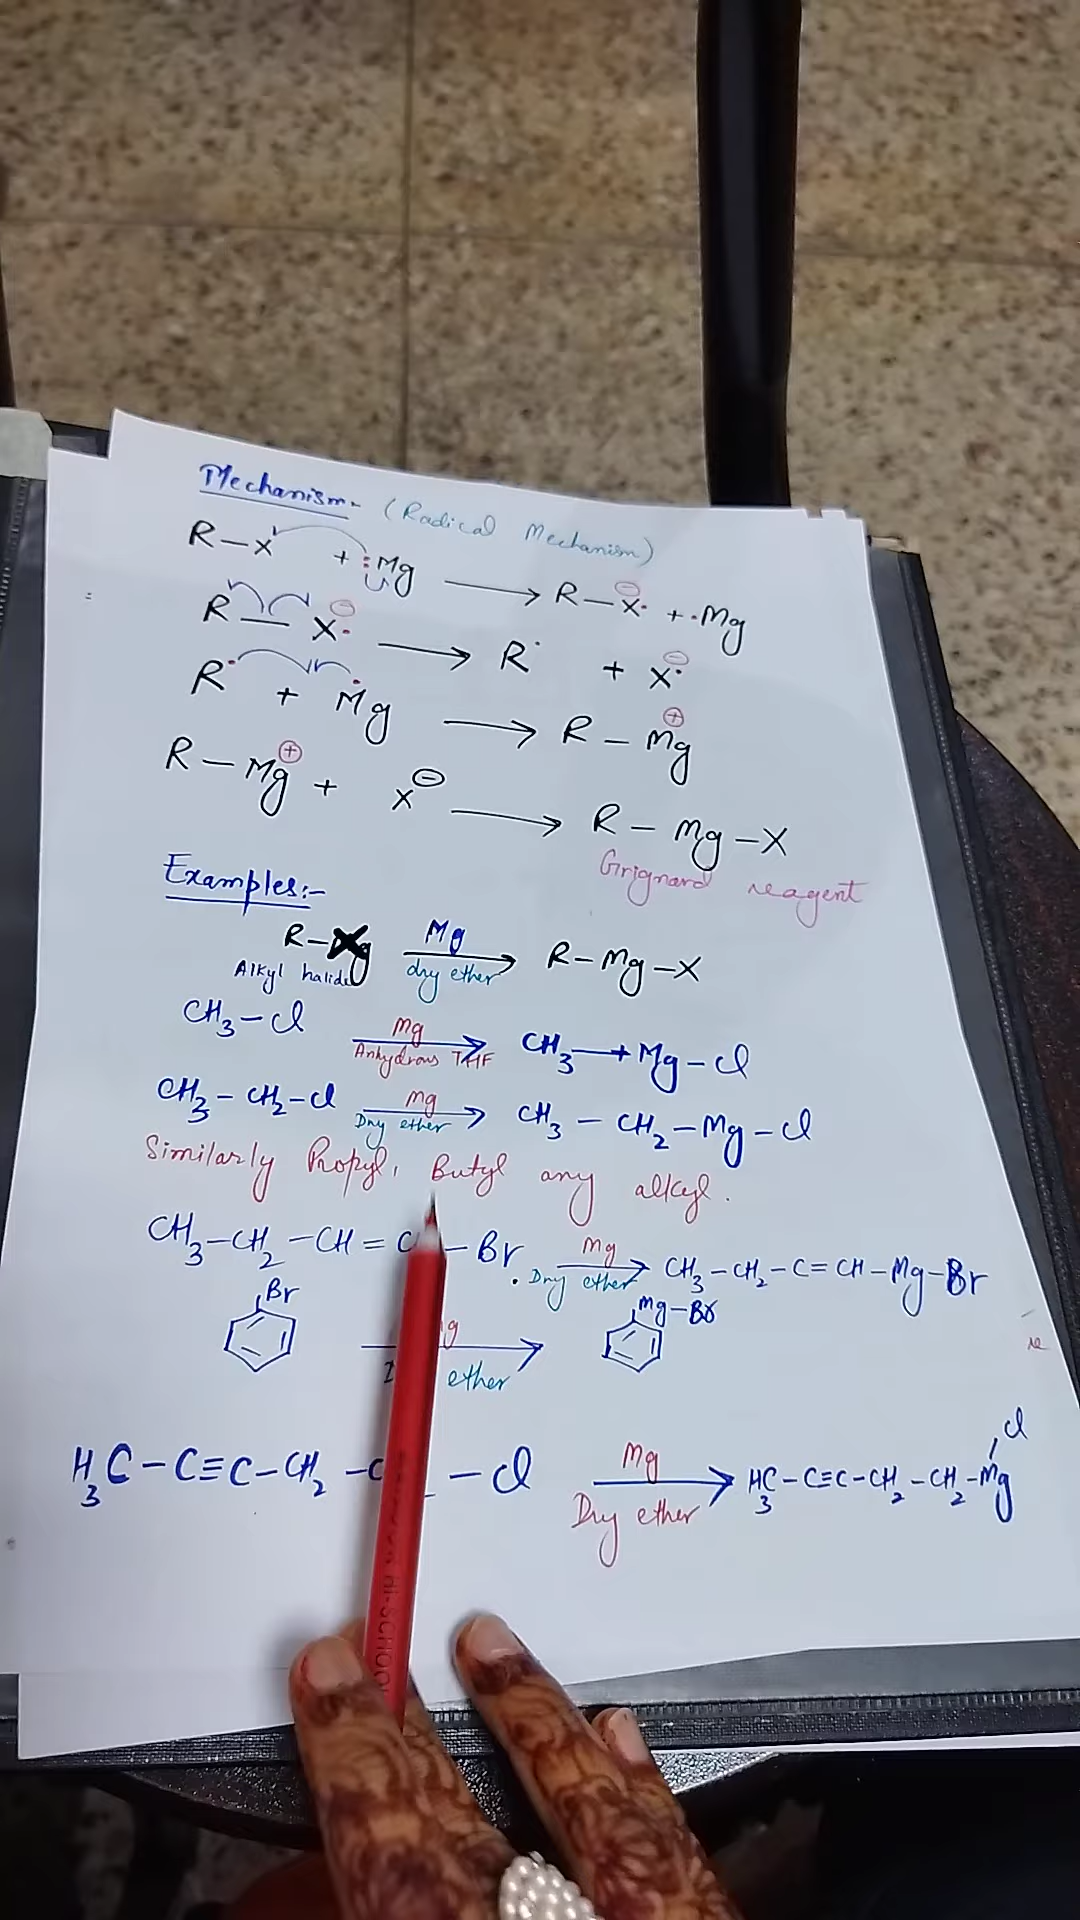 Mechanism:- (Radical Mechanism)
R – X + :Mg → R – X⊖· + ·Mg
R – X⊖· → R· + X⊖·
R· + Mg· → R – Mg⊕
R – Mg⊕ + X⊖ → R – Mg – X
Grignard reagent
Examples:-
R – Mg → R – Mg – X
Mg
Alkyl halide dry ether
CH3 – Cl Mg → CH3 → Mg – Cl
Anhydrous THF
CH3 – CH2 – Cl Mg → CH3 – CH2 – Mg – Cl
Dry ether
Similarly Propyl, Butyl any alkyl.
CH3 – CH2 – CH = C – Br Mg → CH3 – CH2 – C = CH – Mg – Br
Dry ether
Br Mg – Br
g →
ether
H3C – C ≡ C – CH2 – C – Cl Mg → H3C – C ≡ C – CH2 – CH2 – Mg
Cl
Dry ether
HI-SCHOOL